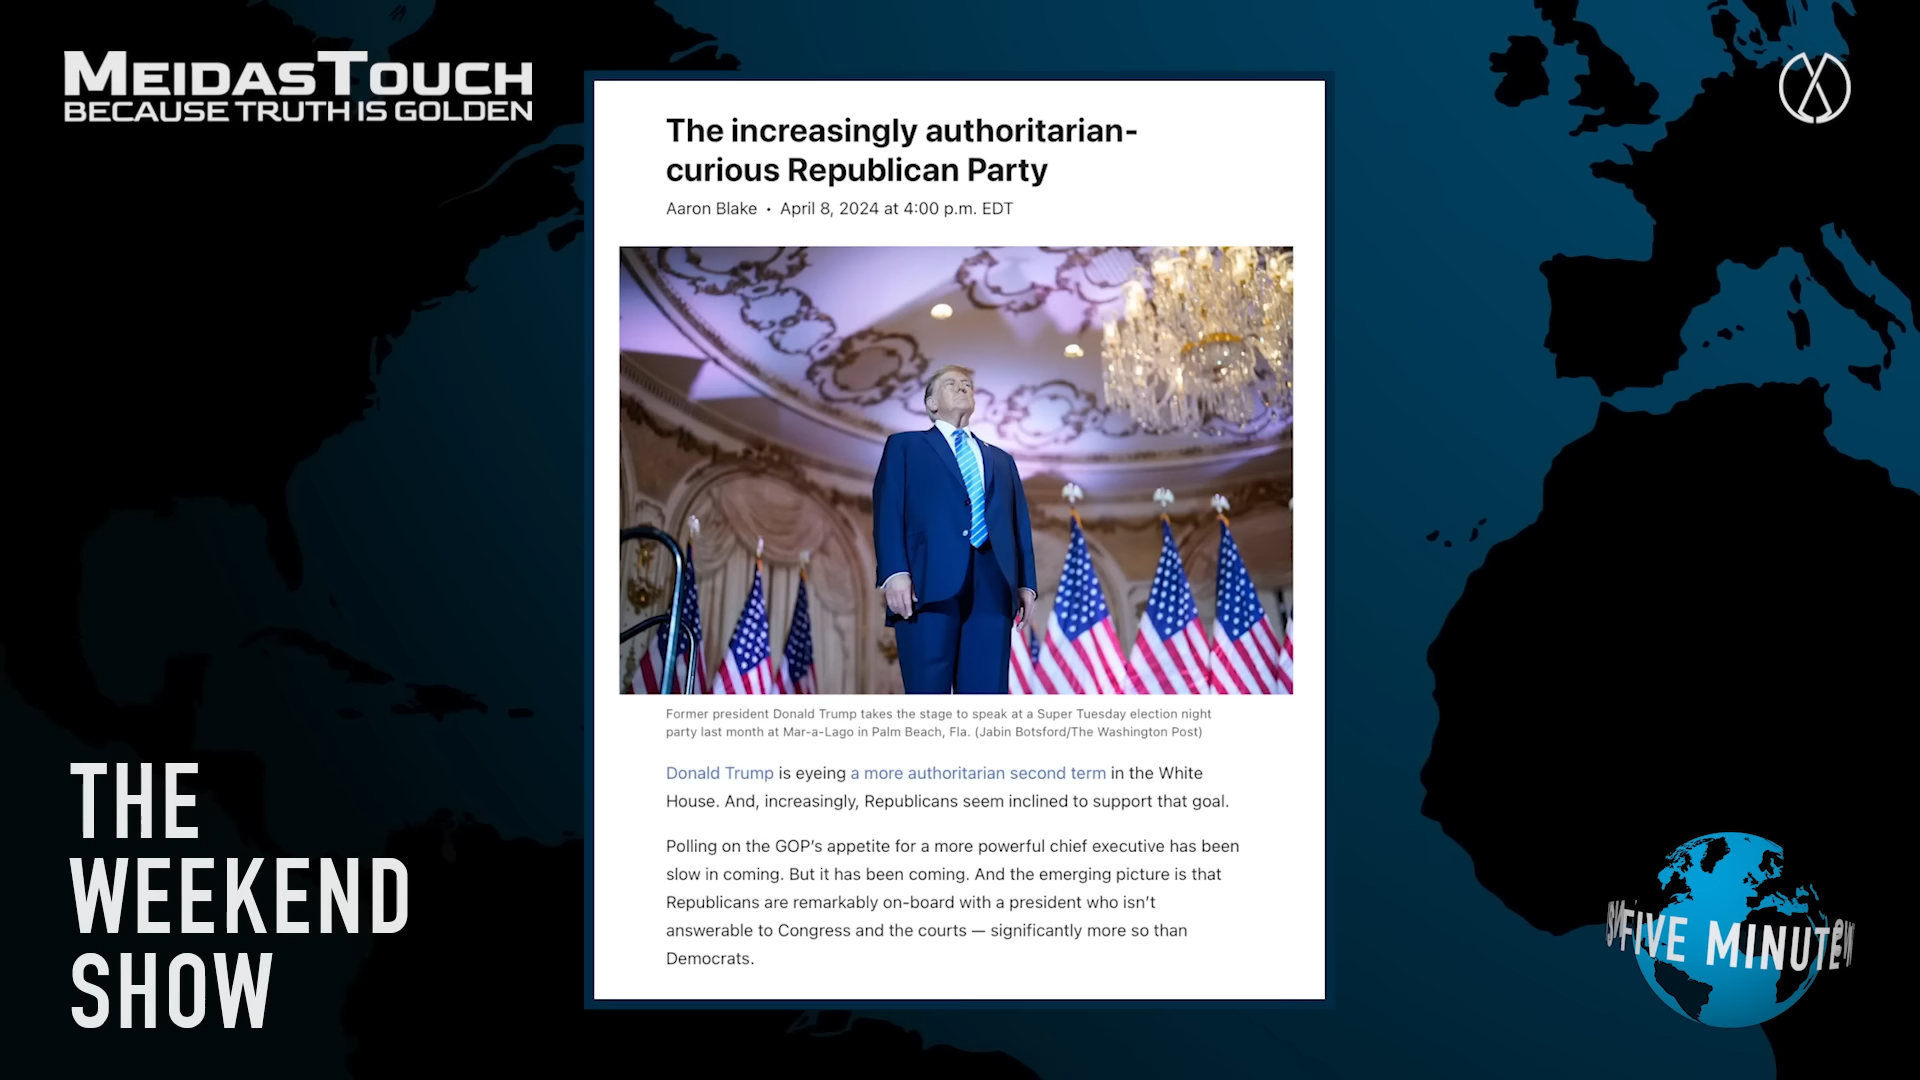 MEIDASTOUCH
BECAUSE TRUTH IS GOLDEN
The increasingly authoritarian-
curious Republican Party
Aaron Blake • April 8, 2024 at 4:00 p.m. EDT
Former president Donald Trump takes the stage to speak at a Super Tuesday election night
party last month at Mar-a-Lago in Palm Beach, Fla. (Jabin Botsford/The Washington Post)
Donald Trump is eyeing a more authoritarian second term in the White
House. And, increasingly, Republicans seem inclined to support that goal.
Polling on the GOP’s appetite for a more powerful chief executive has been
slow in coming. But it has been coming. And the emerging picture is that
Republicans are remarkably on-board with a president who isn’t
answerable to Congress and the courts — significantly more so than
Democrats.
THE
WEEKEND
SHOW
FIVE MINUTE